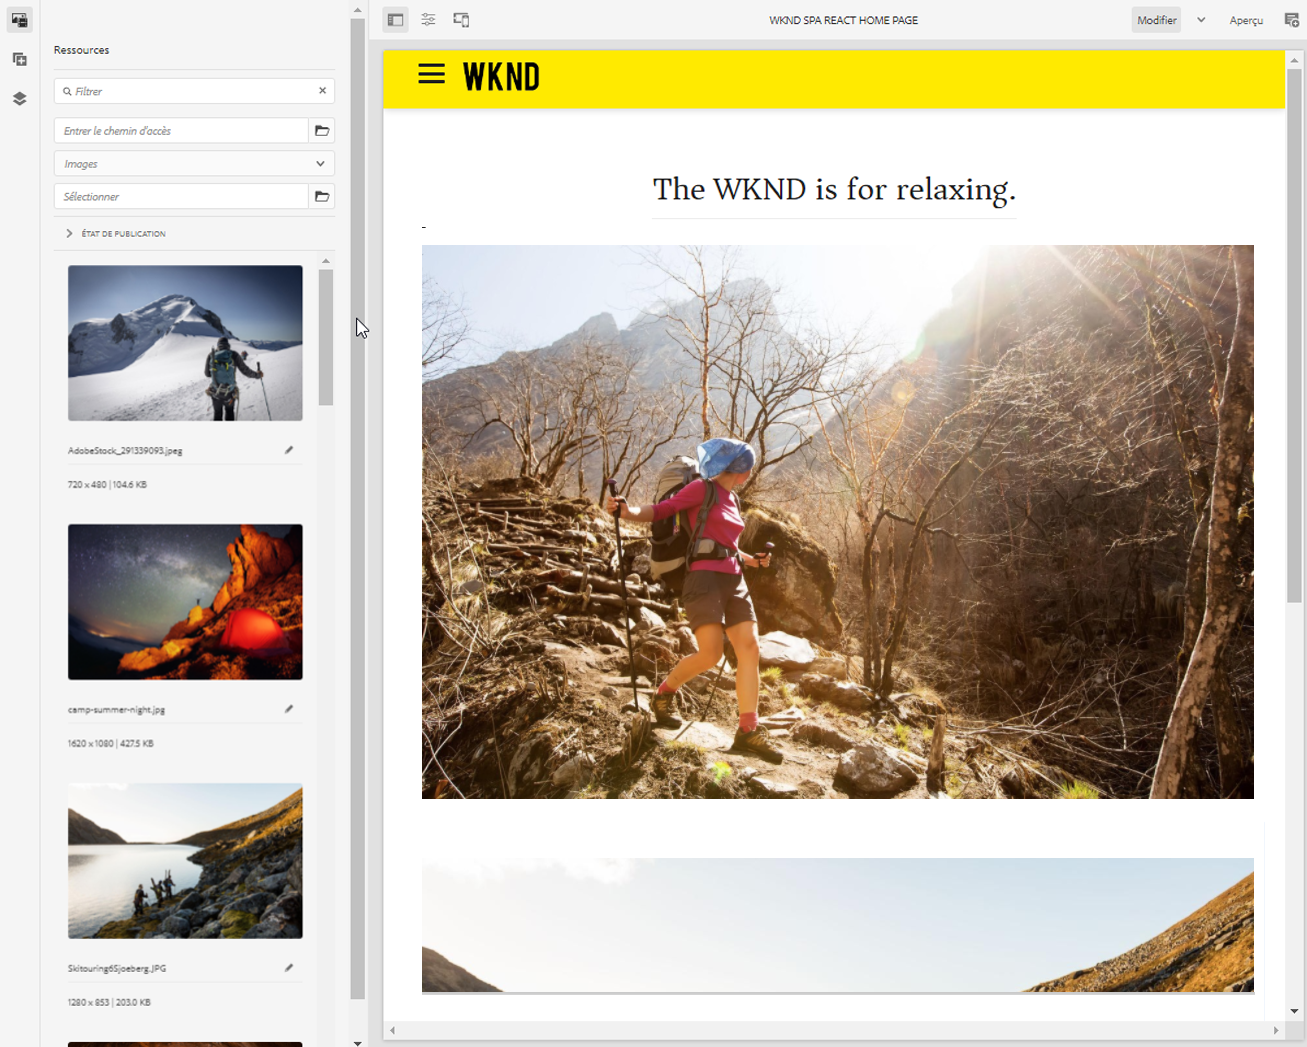 WKND SPA REACT HOME PAGE
Modifier
Aperçu
Ressources
Filtrer
Entrer le chemin d'accès
Images
Sélectionner
ÉTAT DE PUBLICATION
AdobeStock_291339093.jpeg
720 x 480 | 104.6 KB
camp-summer-night.jpg
1620 x 1080 | 427.5 KB
Skitouring6Sjoeberg.JPG
1280 x 853 | 203.0 KB
WKND
The WKND is for relaxing.
-